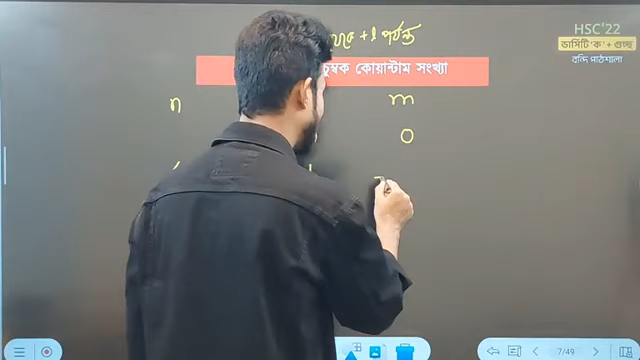 HSC'22
ভার্সিটি 'ক' + গুচ্ছ
বন্দি পাঠশালা
থেকে + l পর্যন্ত
চুম্বক কোয়ান্টাম সংখ্যা
n m
0
7/49